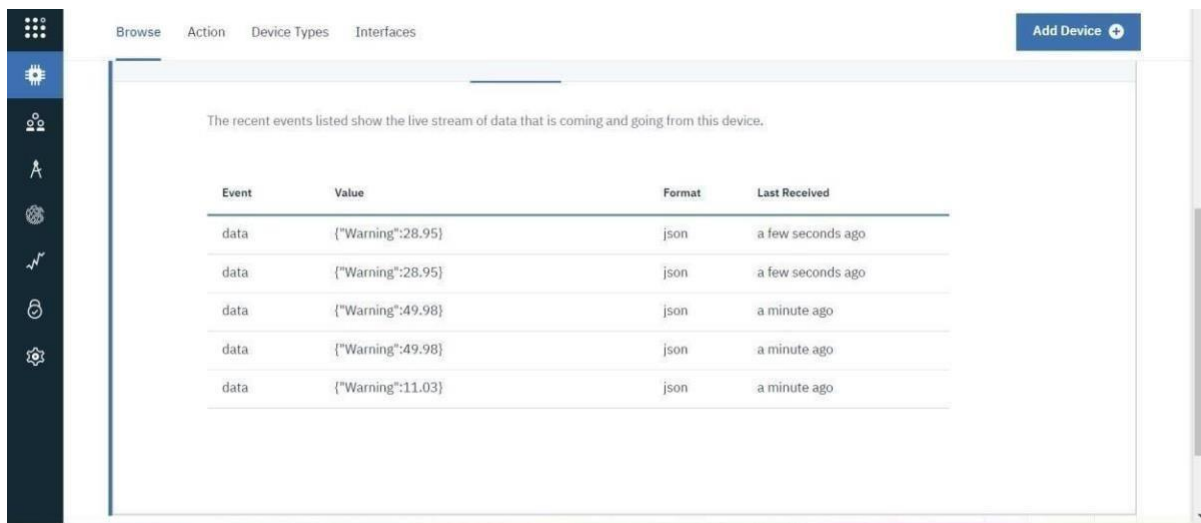 Browse Action Device Types Interfaces Add Device
The recent events listed show the live stream of data that is coming and going from this device.
Event Value Format Last Received
data {"Warning":28.95} json a few seconds ago
data {"Warning":28.95} json a few seconds ago
data {"Warning":49.98} json a minute ago
data {"Warning":49.98} json a minute ago
data {"Warning":11.03} json a minute ago